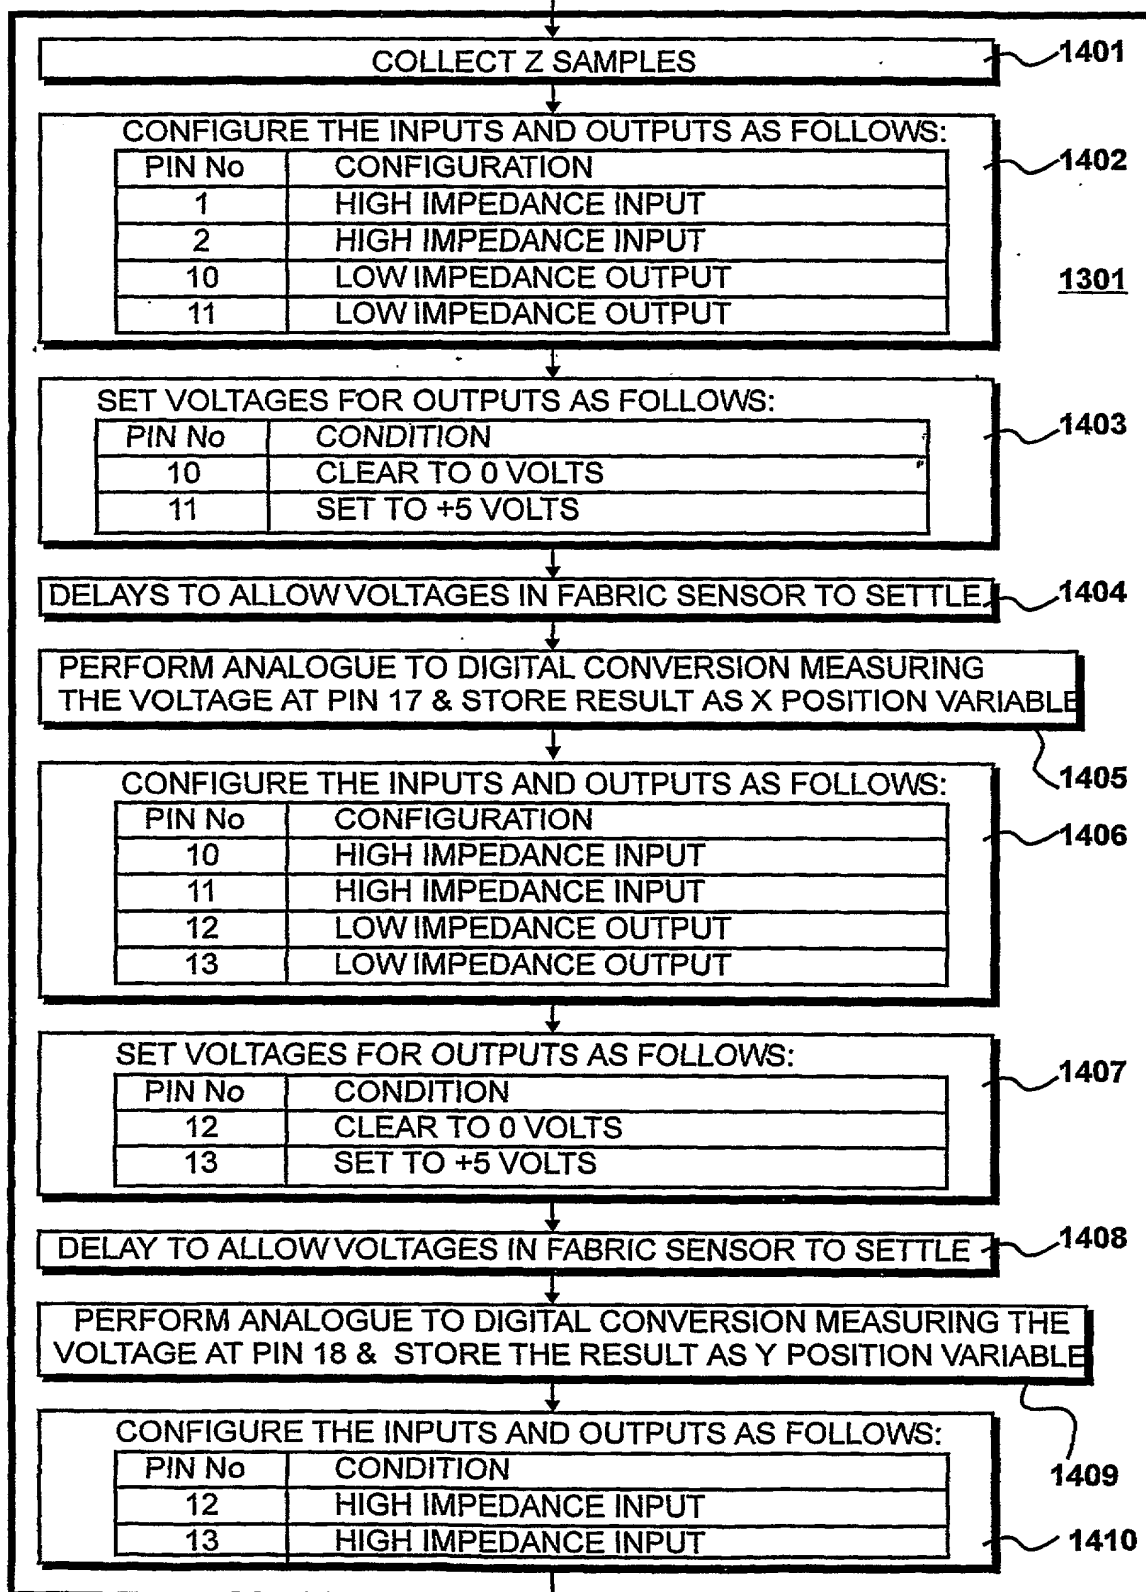 COLLECT Z SAMPLES
1401
CONFIGURE THE INPUTS AND OUTPUTS AS FOLLOWS:
PIN No CONFIGURATION
1 HIGH IMPEDANCE INPUT
2 HIGH IMPEDANCE INPUT
10 LOW IMPEDANCE OUTPUT
11 LOW IMPEDANCE OUTPUT
1402
1301
SET VOLTAGES FOR OUTPUTS AS FOLLOWS:
PIN No CONDITION
10 CLEAR TO 0 VOLTS
11 SET TO +5 VOLTS
1403
DELAYS TO ALLOW VOLTAGES IN FABRIC SENSOR TO SETTLE
1404
PERFORM ANALOGUE TO DIGITAL CONVERSION MEASURING
THE VOLTAGE AT PIN 17 & STORE RESULT AS X POSITION VARIABLE
1405
CONFIGURE THE INPUTS AND OUTPUTS AS FOLLOWS:
PIN No CONFIGURATION
10 HIGH IMPEDANCE INPUT
11 HIGH IMPEDANCE INPUT
12 LOW IMPEDANCE OUTPUT
13 LOW IMPEDANCE OUTPUT
1406
SET VOLTAGES FOR OUTPUTS AS FOLLOWS:
PIN No CONDITION
12 CLEAR TO 0 VOLTS
13 SET TO +5 VOLTS
1407
DELAY TO ALLOW VOLTAGES IN FABRIC SENSOR TO SETTLE
1408
PERFORM ANALOGUE TO DIGITAL CONVERSION MEASURING THE
VOLTAGE AT PIN 18 & STORE THE RESULT AS Y POSITION VARIABLE
1409
CONFIGURE THE INPUTS AND OUTPUTS AS FOLLOWS:
PIN No CONDITION
12 HIGH IMPEDANCE INPUT
13 HIGH IMPEDANCE INPUT
1410